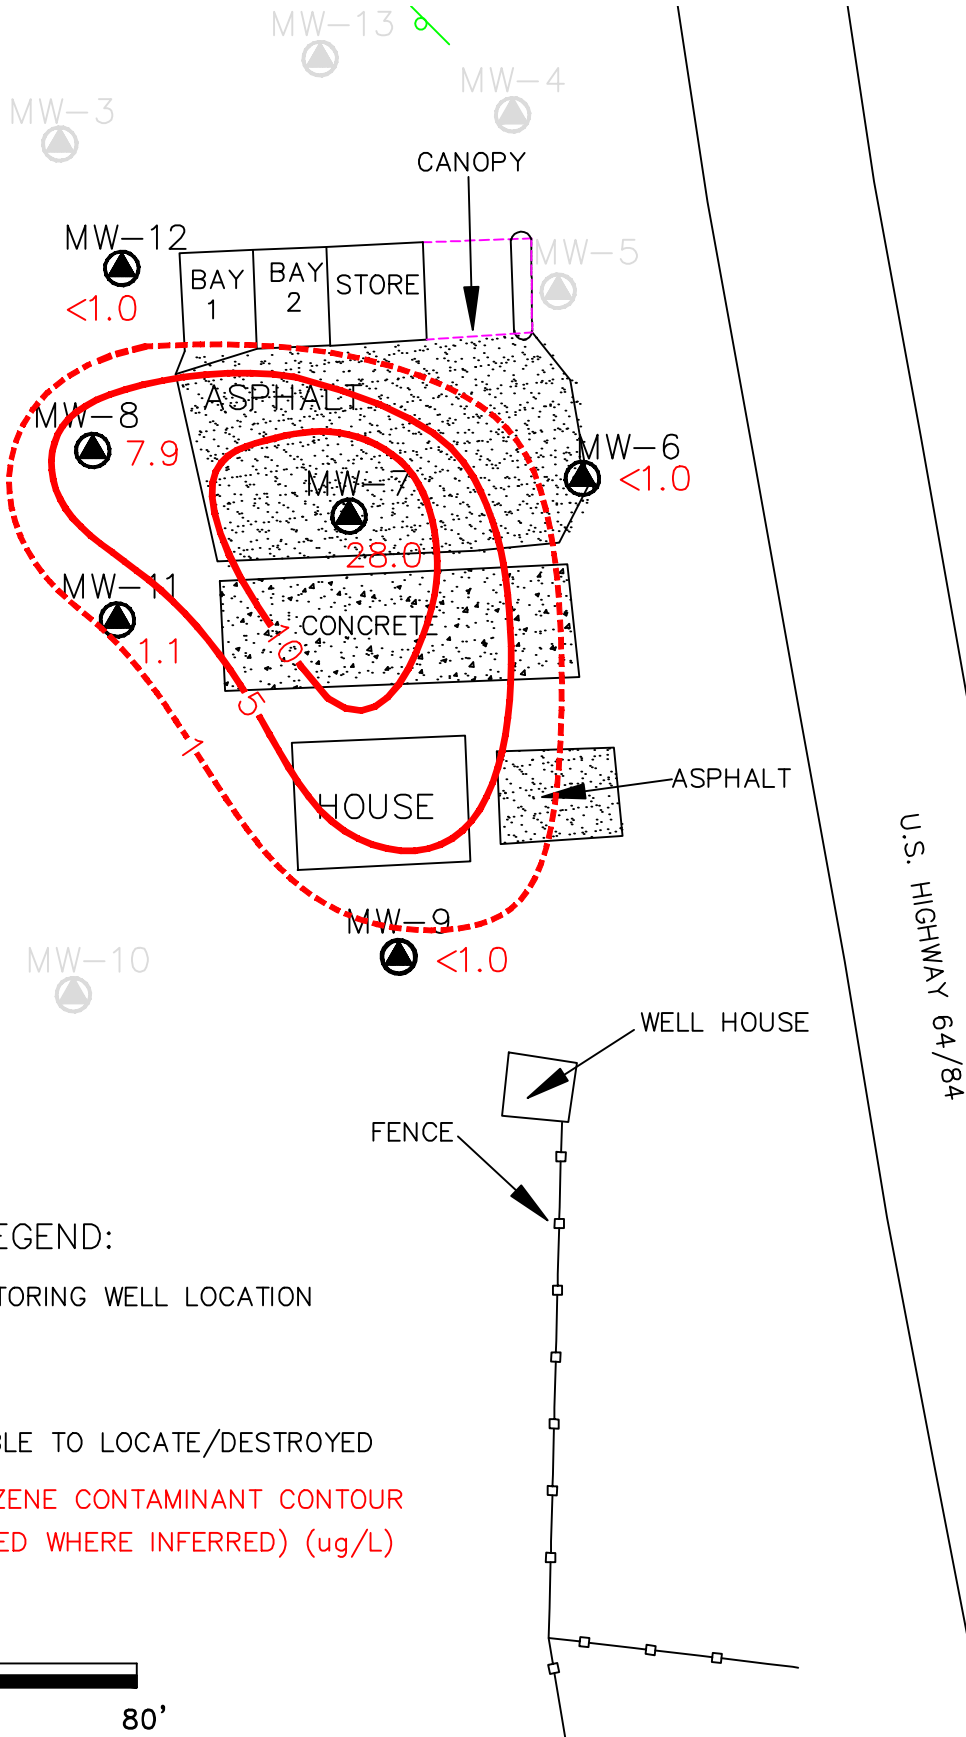 MW-13
MW-4
MW-3
CANOPY
MW-12
<1.0
BAY
1
BAY
2
STORE
MW-5
ASPHALT
MW-8
7.9
MW-6
<1.0
MW-7
28.0
MW-11
1.1
CONCRETE
10
5
1
HOUSE
ASPHALT
MW-9
<1.0
MW-10
U.S. HIGHWAY 64/84
WELL HOUSE
FENCE
EGEND:
TORING WELL LOCATION
BLE TO LOCATE/DESTROYED
ZENE CONTAMINANT CONTOUR
ED WHERE INFERRED) (ug/L)
80'